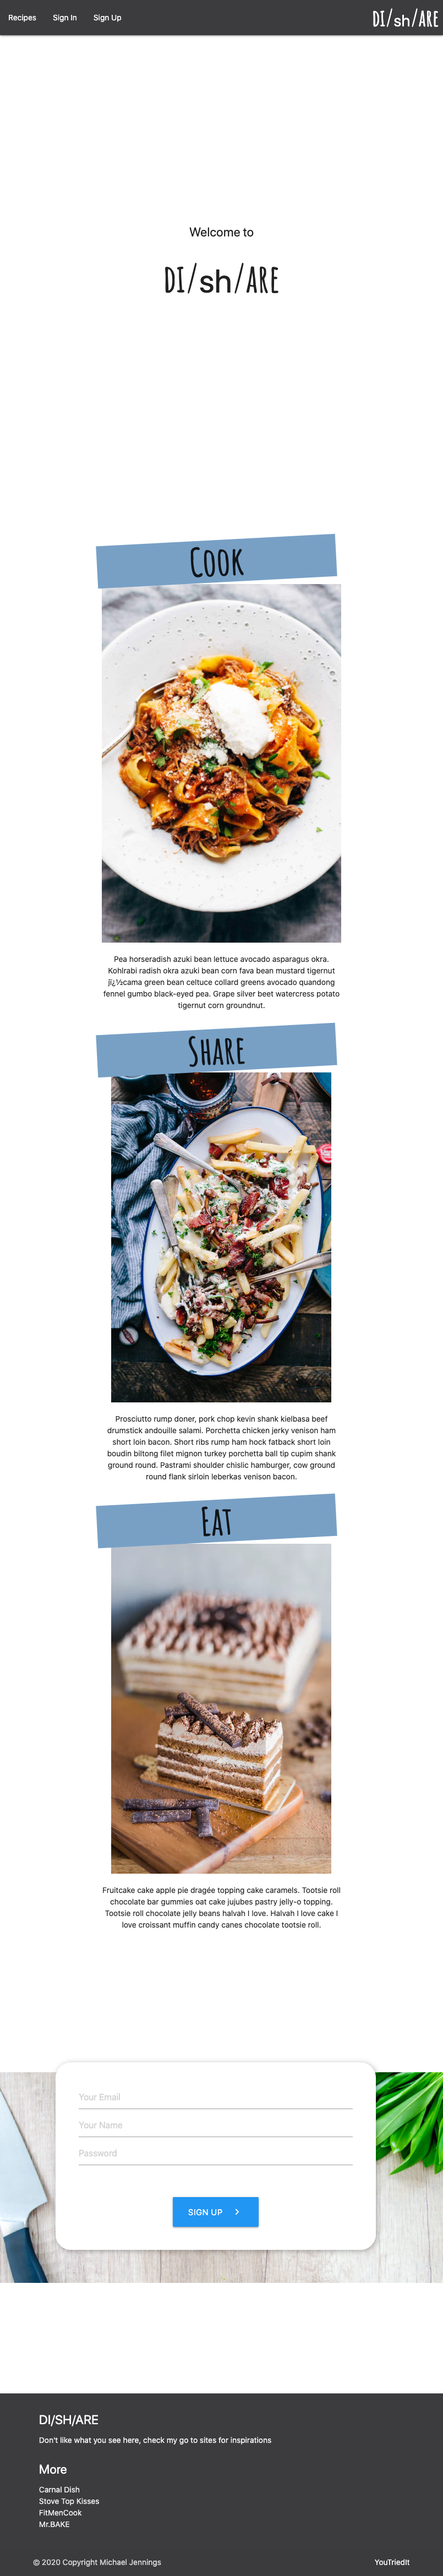 Recipes Sign In Sign Up DI/sh/ARE
Welcome to
DI/sh/ARE
Cook
Pea horseradish azuki bean lettuce avocado asparagus okra.
Kohlrabi radish okra azuki bean corn fava bean mustard tigernut
jï¿½cama green bean celtuce collard greens avocado quandong
fennel gumbo black-eyed pea. Grape silver beet watercress potato
tigernut corn groundnut.
Share
Prosciutto rump doner, pork chop kevin shank kielbasa beef
drumstick andouille salami. Porchetta chicken jerky venison ham
short loin bacon. Short ribs rump ham hock fatback short loin
boudin biltong filet mignon turkey porchetta ball tip cupim shank
ground round. Pastrami shoulder chislic hamburger, cow ground
round flank sirloin leberkas venison bacon.
Eat
Fruitcake cake apple pie dragée topping cake caramels. Tootsie roll
chocolate bar gummies oat cake jujubes pastry jelly-o topping.
Tootsie roll chocolate jelly beans halvah I love. Halvah I love cake I
love croissant muffin candy canes chocolate tootsie roll.
Your Email
Your Name
Password
SIGN UP
DI/SH/ARE
Don't like what you see here, check my go to sites for inspirations
More
Carnal Dish
Stove Top Kisses
FitMenCook
Mr.BAKE
© 2020 Copyright Michael Jennings YouTriedIt